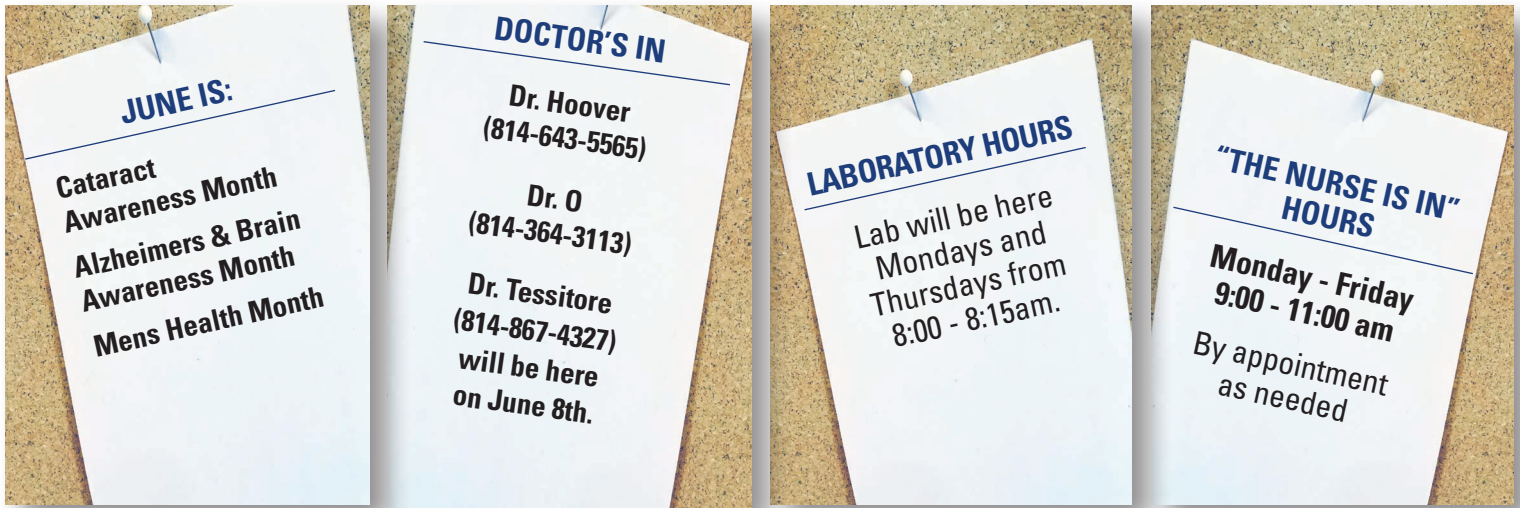 JUNE IS:
Cataract
Awareness Month
Alzheimers & Brain
Awareness Month
Mens Health Month
DOCTOR'S IN
Dr. Hoover
(814-643-5565)
Dr. O
(814-364-3113)
Dr. Tessitore
(814-867-4327)
will be here
on June 8th.
LABORATORY HOURS
Lab will be here
Mondays and
Thursdays from
8:00 - 8:15am.
“THE NURSE IS IN”
HOURS
Monday - Friday
9:00 - 11:00 am
By appointment
as needed